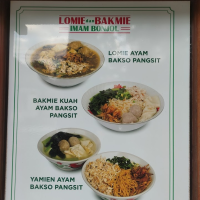 LOMIE BAKMIE
IMAM BONJOL
LOMIE AYAM
BAKSO PANGSIT
BAKMIE KUAH
AYAM BAKSO
PANGSIT
YAMIEN AYAM
BAKSO PANGSIT